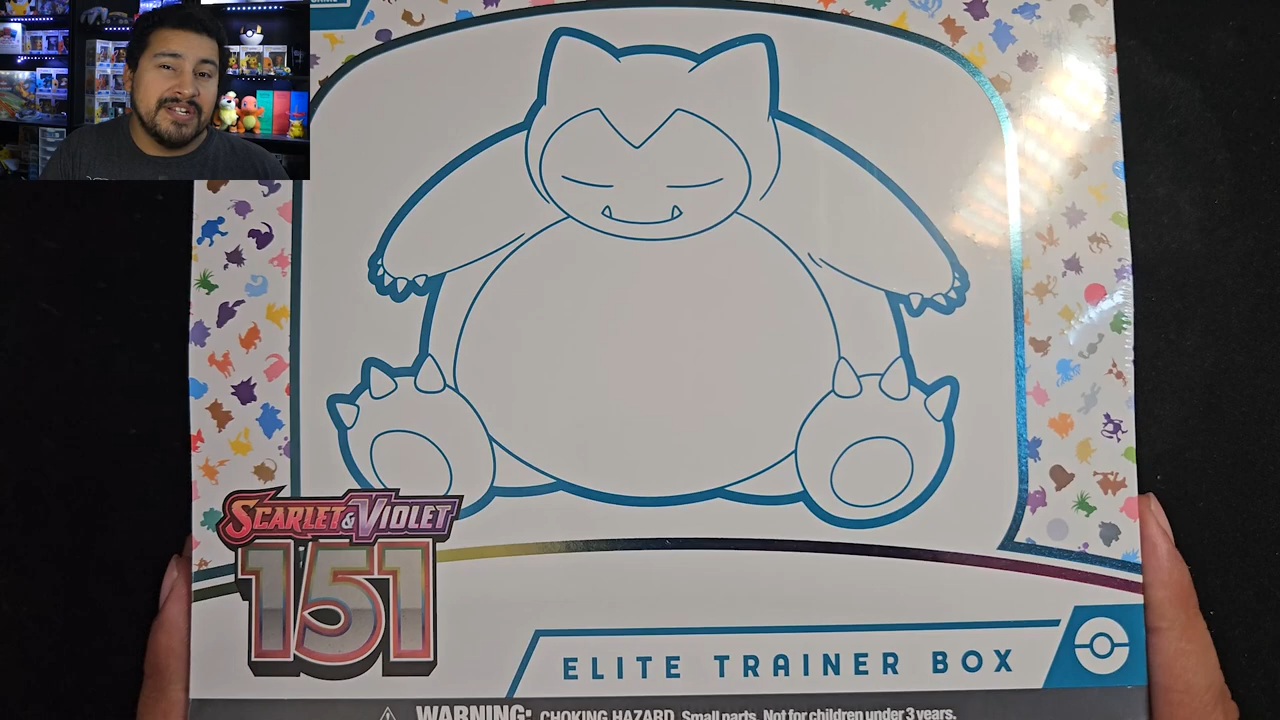 SCARLET & VIOLET
151
ELITE TRAINER BOX
WARNING: CHOKING HAZARD. Small parts. Not for children under 3 years.